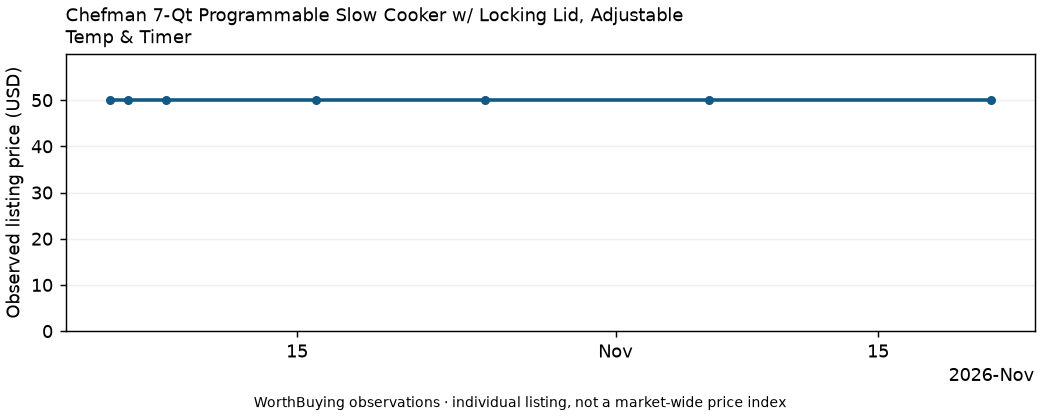 Chefman 7-Qt Programmable Slow Cooker w/ Locking Lid, Adjustable
Temp & Timer
Observed listing price (USD)
50
40
30
20
10
0
15
Nov
15
2026-Nov
WorthBuying observations · individual listing, not a market-wide price index